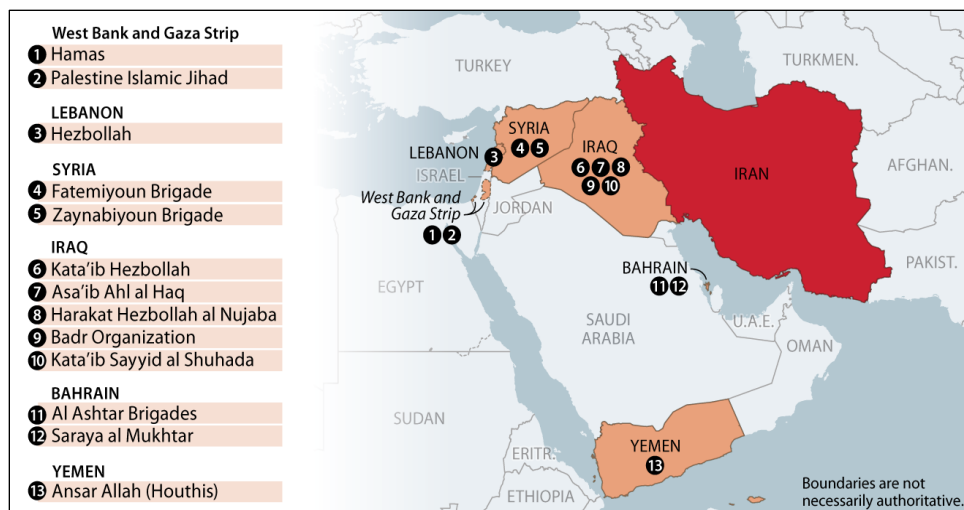 West Bank and Gaza Strip
1 Hamas
2 Palestine Islamic Jihad
LEBANON
3 Hezbollah
SYRIA
4 Fatemiyoun Brigade
5 Zaynabiyoun Brigade
IRAQ
6 Kata’ib Hezbollah
7 Asa’ib Ahl al Haq
8 Harakat Hezbollah al Nujaba
9 Badr Organization
10 Kata’ib Sayyid al Shuhada
BAHRAIN
11 Al Ashtar Brigades
12 Saraya al Mukhtar
YEMEN
13 Ansar Allah (Houthis)
TURKEY
TURKMEN.
SYRIA
4 5
LEBANON 3
IRAQ
6 7 8
9 10
IRAN
AFGHAN.
ISRAEL
West Bank and
Gaza Strip
1 2
JORDAN
PAKIST.
EGYPT
BAHRAIN
11 12
SAUDI
ARABIA
U.A.E.
OMAN
SUDAN
ERITR.
YEMEN
13
ETHIOPIA
Boundaries are not
necessarily authoritative.